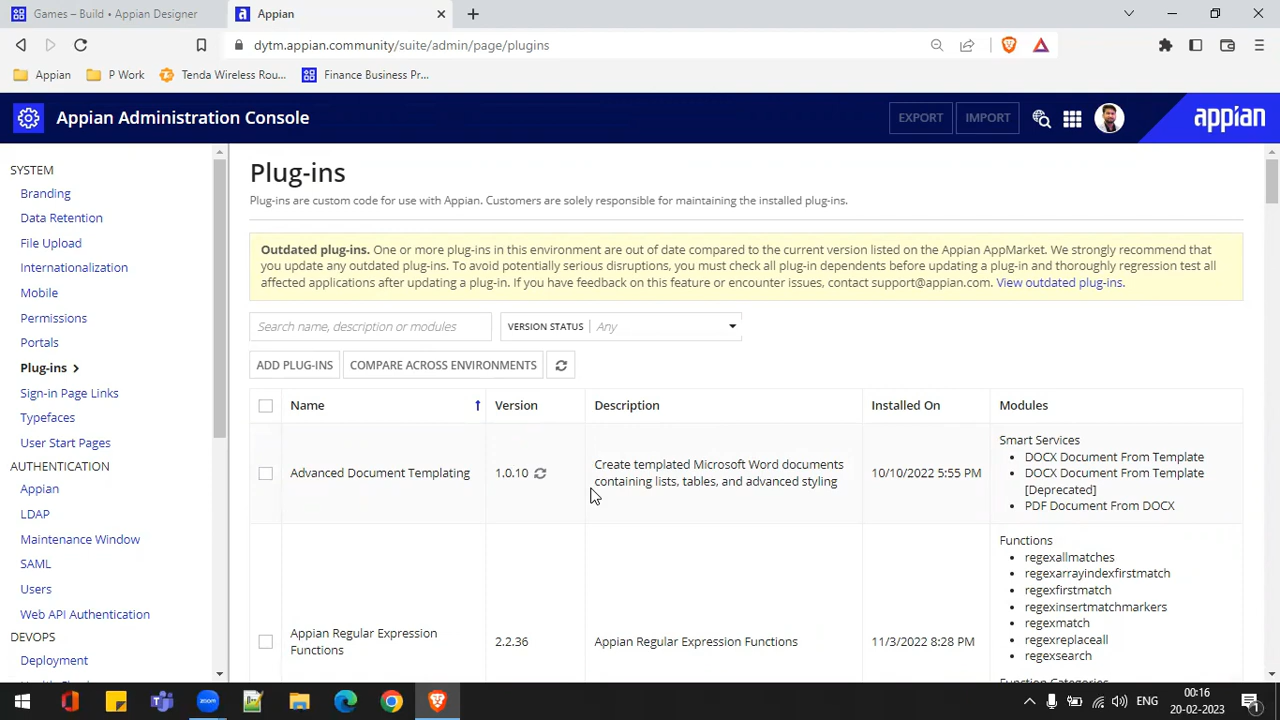 Games – Build • Appian Designer
Appian
dytm.appian.community/suite/admin/page/plugins
Appian
P Work
Tenda Wireless Rou...
Finance Business Pr...
Appian Administration Console
EXPORT
IMPORT
appian
SYSTEM
Branding
Data Retention
File Upload
Internationalization
Mobile
Permissions
Portals
Plug-ins
Sign-in Page Links
Typefaces
User Start Pages
AUTHENTICATION
Appian
LDAP
Maintenance Window
SAML
Users
Web API Authentication
DEVOPS
Deployment
Plug-ins
Plug-ins are custom code for use with Appian. Customers are solely responsible for maintaining the installed plug-ins.
Outdated plug-ins. One or more plug-ins in this environment are out of date compared to the current version listed on the Appian AppMarket. We strongly recommend that
you update any outdated plug-ins. To avoid potentially serious disruptions, you must check all plug-in dependents before updating a plug-in and thoroughly regression test all
affected applications after updating a plug-in. If you have feedback on this feature or encounter issues, contact support@appian.com. View outdated plug-ins.
Search name, description or modules
VERSION STATUS Any
ADD PLUG-INS
COMPARE ACROSS ENVIRONMENTS
Name Version Description Installed On Modules
Advanced Document Templating
1.0.10
Create templated Microsoft Word documents
containing lists, tables, and advanced styling
10/10/2022 5:55 PM
Smart Services
• DOCX Document From Template
• DOCX Document From Template
[Deprecated]
• PDF Document From DOCX
Appian Regular Expression
Functions
2.2.36
Appian Regular Expression Functions
11/3/2022 8:28 PM
Functions
• regexallmatches
• regexarrayindexfirstmatch
• regexfirstmatch
• regexinsertmatchmarkers
• regexmatch
• regexreplaceall
• regexsearch
zoom
ENG
00:16
20-02-2023